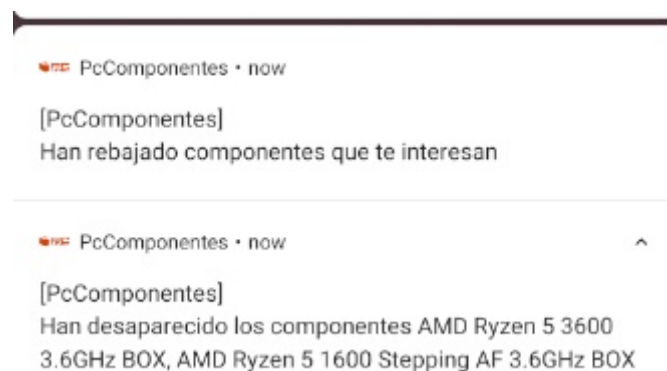 PcComponentes • now
[PcComponentes]
Han rebajado componentes que te interesan
PcComponentes • now
[PcComponentes]
Han desaparecido los componentes AMD Ryzen 5 3600
3.6GHz BOX, AMD Ryzen 5 1600 Stepping AF 3.6GHz BOX